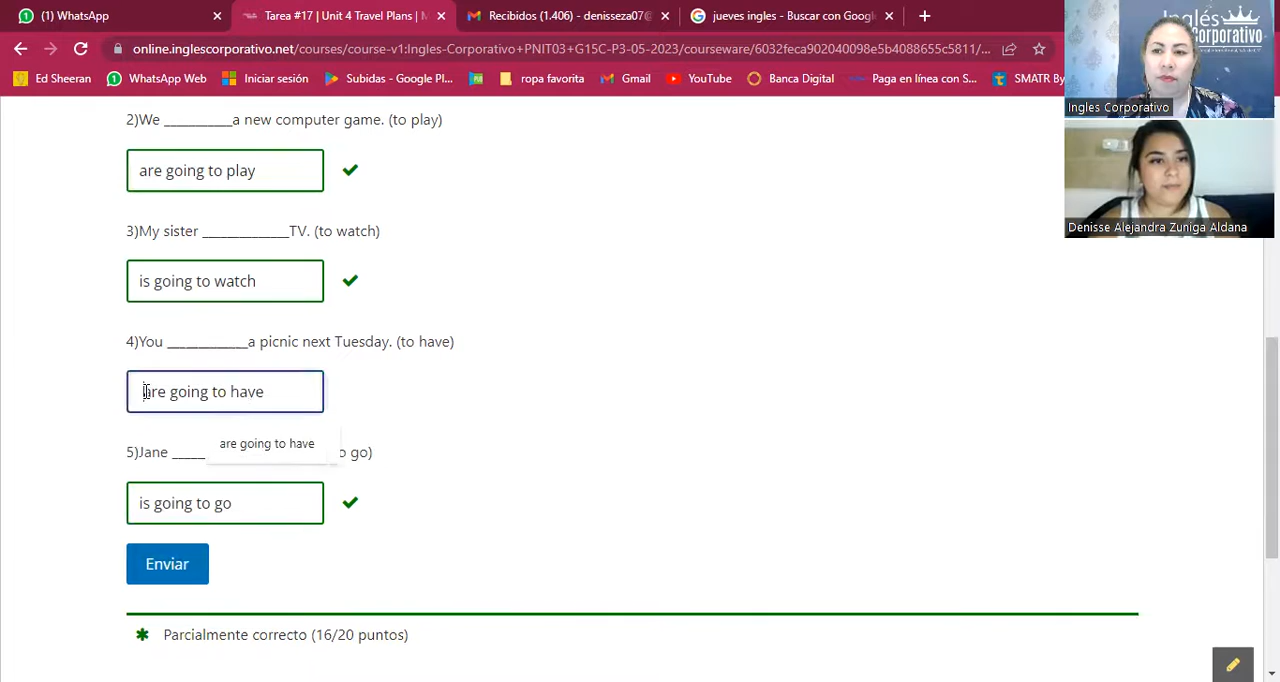 (1) WhatsApp
Tarea #17 | Unit 4 Travel Plans | M
Recibidos (1.406) - denisseza07@
jueves ingles - Buscar con Google
online.inglescorporativo.net/courses/course-v1:Ingles-Corporativo+PNIT03+G15C-P3-05-2023/courseware/6032feca902040098e5b4088655c5811/...
Ed Sheeran
WhatsApp Web
Iniciar sesión
Subidas - Google Pl...
ropa favorita
Gmail
YouTube
Banca Digital
Paga en línea con S...
SMATR By
Inglés
Corporativo
Ingles Corporativo
Denisse Alejandra Zuniga Aldana
2)We __________a new computer game. (to play)
are going to play
3)My sister ____________TV. (to watch)
is going to watch
4)You ___________a picnic next Tuesday. (to have)
are going to have
are going to have
5)Jane _____ o go)
is going to go
Enviar
Parcialmente correcto (16/20 puntos)